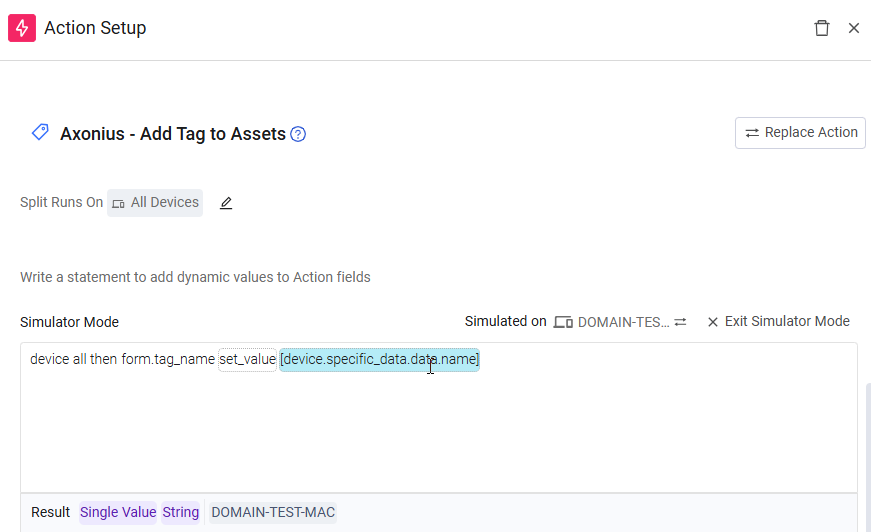 Action Setup
Axonius - Add Tag to Assets
Replace Action
Split Runs On All Devices
Write a statement to add dynamic values to Action fields
Simulator Mode Simulated on DOMAIN-TES... Exit Simulator Mode
device all then form.tag_name set_value [device.specific_data.data.name]
Result Single Value String DOMAIN-TEST-MAC